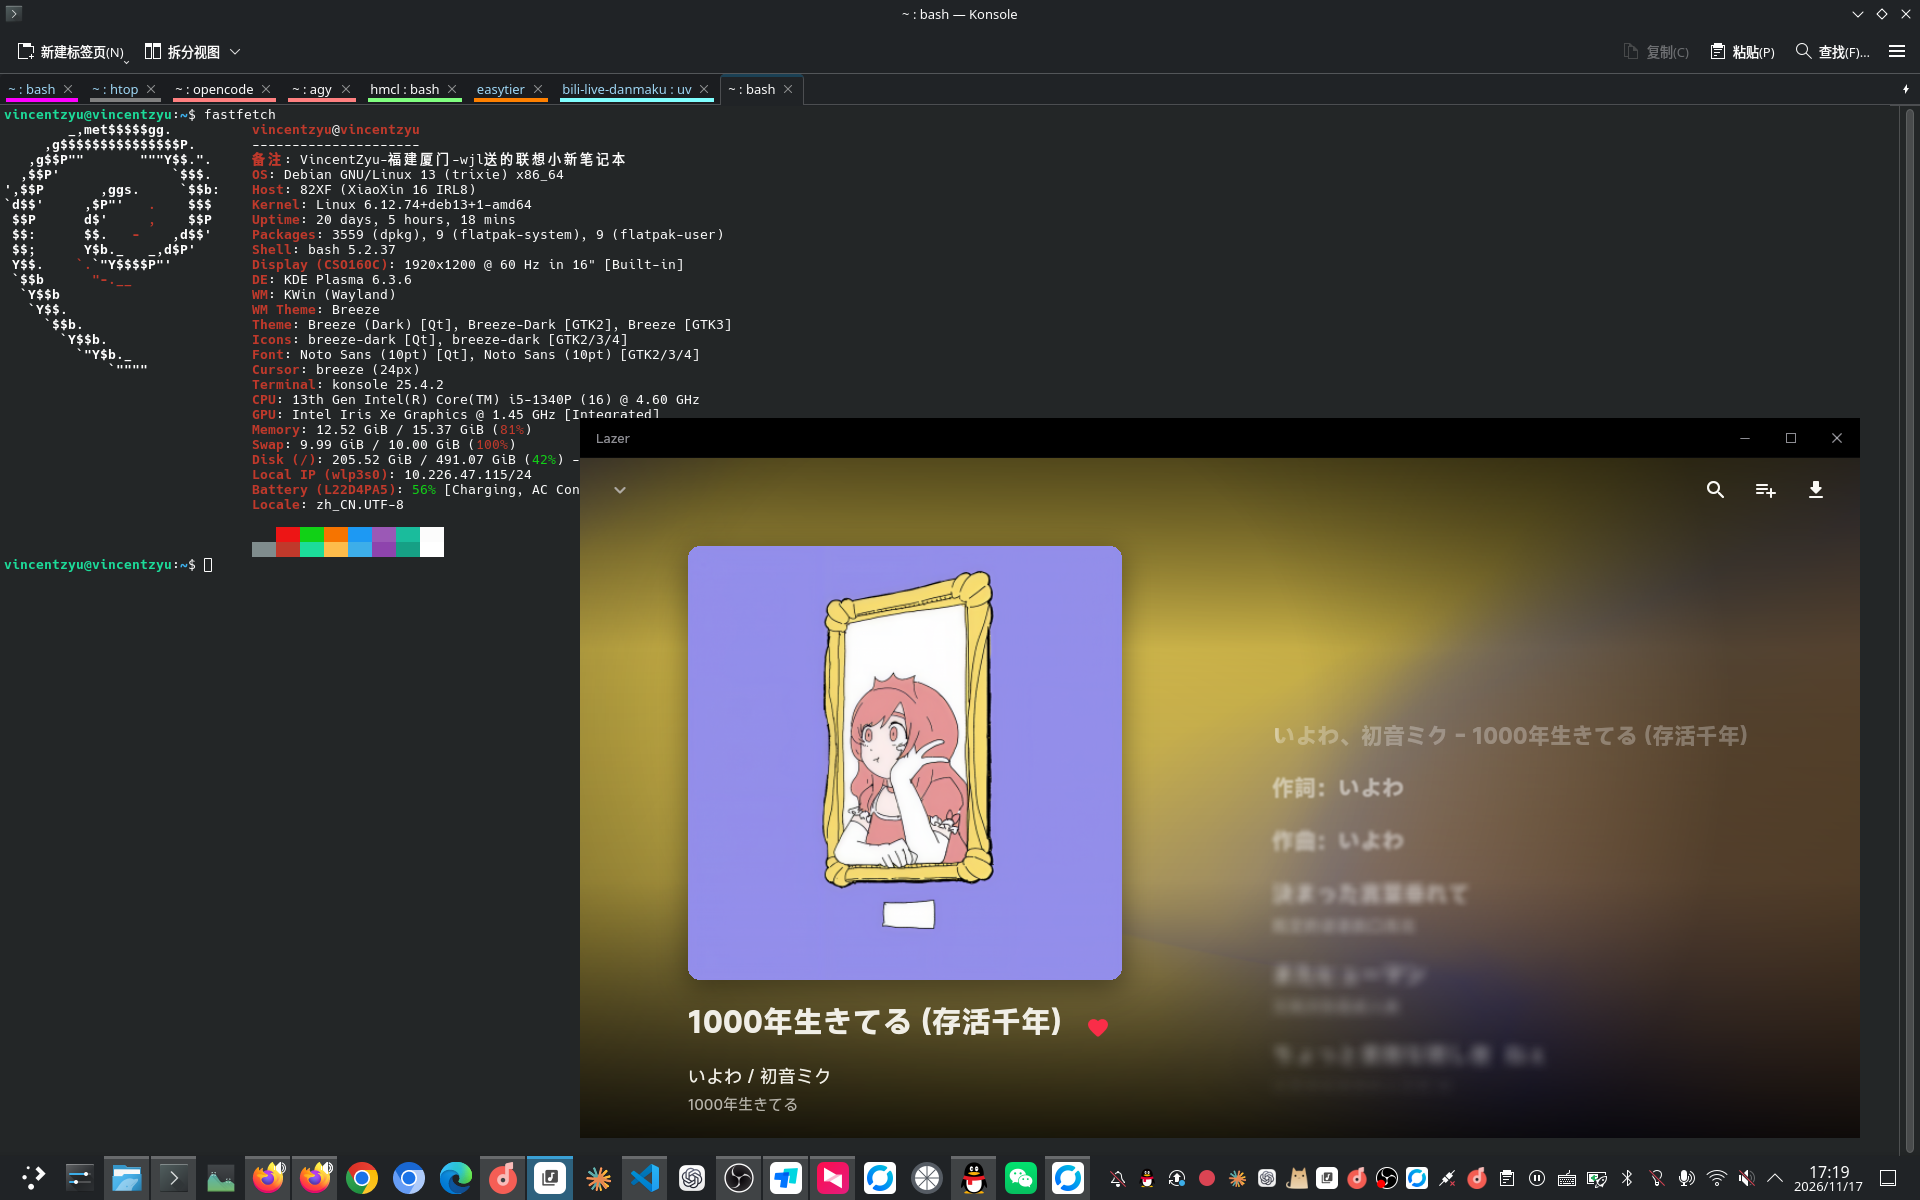 ~ : bash — Konsole
新建标签页(N) 拆分视图 复制(C) 粘贴(P) 查找(F)...
~ : bash ~ : htop ~ : opencode ~ : agy hmcl : bash easytier bili-live-danmaku : uv ~ : bash
vincentzyu@vincentzyu:~$ fastfetch
_,met$$$$$gg. vincentzyu@vincentzyu
,g$$$$$$$$$$$$$$$P. ---------------------
,g$$P"" """Y$$.". 备注: VincentZyu-福建厦门-wjl送的联想小新笔记本
,$$P' `$$$. OS: Debian GNU/Linux 13 (trixie) x86_64
',$$P ,ggs. `$$b: Host: 82XF (XiaoXin 16 IRL8)
`d$$' ,$P"' . $$$ Kernel: Linux 6.12.74+deb13+1-amd64
$$P d$' , $$P Uptime: 20 days, 5 hours, 18 mins
$$: $$. - ,d$$' Packages: 3559 (dpkg), 9 (flatpak-system), 9 (flatpak-user)
$$; Y$b._ _,d$P' Shell: bash 5.2.37
Y$$. `.`"Y$$$$P"' Display (CSO160C): 1920x1200 @ 60 Hz in 16" [Built-in]
`$$b "-.__ DE: KDE Plasma 6.3.6
`Y$$b WM: KWin (Wayland)
`Y$$. WM Theme: Breeze
`$$b. Theme: Breeze (Dark) [Qt], Breeze-Dark [GTK2], Breeze [GTK3]
`Y$$b. Icons: breeze-dark [Qt], breeze-dark [GTK2/3/4]
`"Y$b._ Font: Noto Sans (10pt) [Qt], Noto Sans (10pt) [GTK2/3/4]
`"""" Cursor: breeze (24px)
Terminal: konsole 25.4.2
CPU: 13th Gen Intel(R) Core(TM) i5-1340P (16) @ 4.60 GHz
GPU: Intel Iris Xe Graphics @ 1.45 GHz [Integrated]
Memory: 12.52 GiB / 15.37 GiB (81%)
Swap: 9.99 GiB / 10.00 GiB (100%)
Disk (/): 205.52 GiB / 491.07 GiB (42%) -
Local IP (wlp3s0): 10.226.47.115/24
Battery (L22D4PA5): 56% [Charging, AC Con
Locale: zh_CN.UTF-8
vincentzyu@vincentzyu:~$
Lazer
1000年生きてる (存活千年)
いよわ / 初音ミク
1000年生きてる
いよわ、初音ミク - 1000年生きてる (存活千年)
作詞: いよわ
作曲: いよわ
17:19
2026/11/17